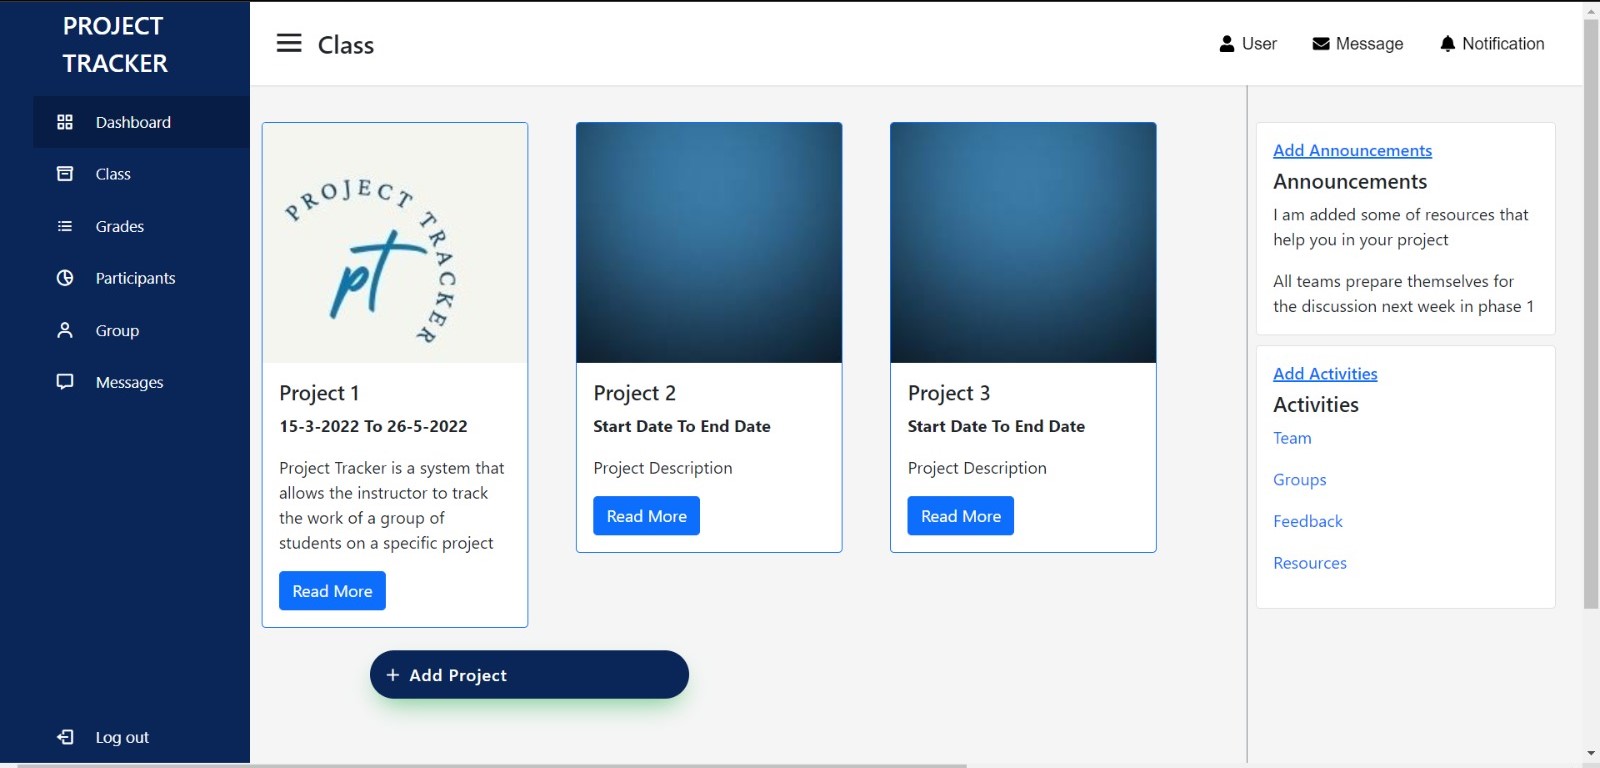 PROJECT
TRACKER
Dashboard
Class
Grades
Participants
Group
Messages
Log out
Class
User
Message
Notification
PROJECT TRACKER
pt
Project 1
15-3-2022 To 26-5-2022
Project Tracker is a system that
allows the instructor to track
the work of a group of
students on a specific project
Read More
Project 2
Start Date To End Date
Project Description
Read More
Project 3
Start Date To End Date
Project Description
Read More
+ Add Project
Add Announcements
Announcements
I am added some of resources that
help you in your project
All teams prepare themselves for
the discussion next week in phase 1
Add Activities
Activities
Team
Groups
Feedback
Resources